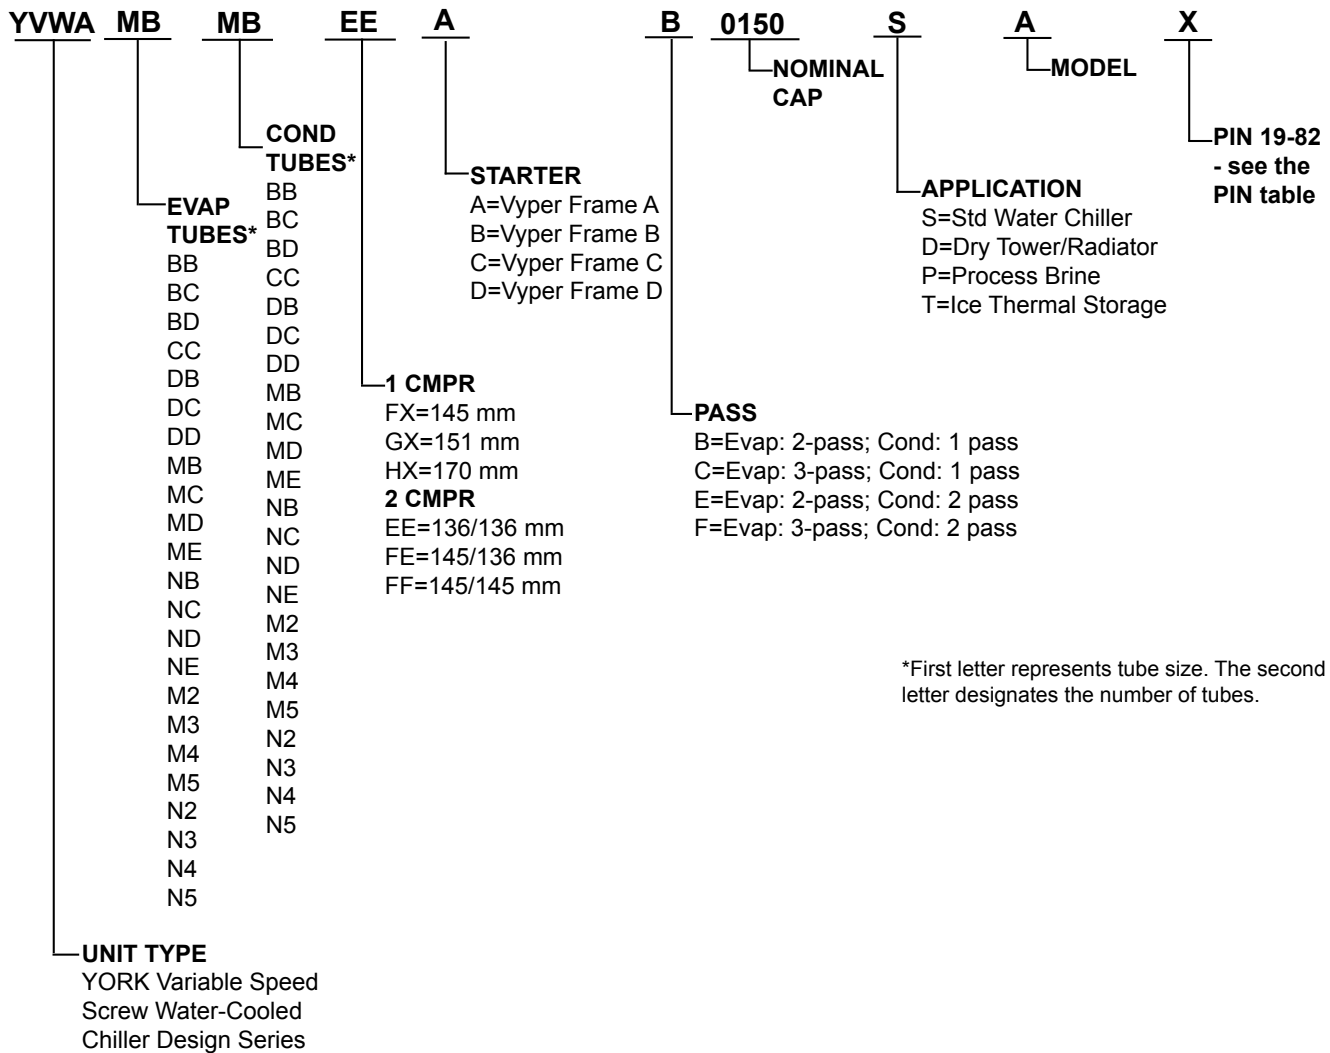 YVWA MB MB EE A B 0150 S A X
NOMINAL
CAP
MODEL
PIN 19-82
- see the
PIN table
APPLICATION
S=Std Water Chiller
D=Dry Tower/Radiator
P=Process Brine
T=Ice Thermal Storage
STARTER
A=Vyper Frame A
B=Vyper Frame B
C=Vyper Frame C
D=Vyper Frame D
COND
TUBES*
BB
BC
BD
CC
DB
DC
DD
MB
MC
MD
ME
NB
NC
ND
NE
M2
M3
M4
M5
N2
N3
N4
N5
EVAP
TUBES*
BB
BC
BD
CC
DB
DC
DD
MB
MC
MD
ME
NB
NC
ND
NE
M2
M3
M4
M5
N2
N3
N4
N5
1 CMPR
FX=145 mm
GX=151 mm
HX=170 mm
2 CMPR
EE=136/136 mm
FE=145/136 mm
FF=145/145 mm
PASS
B=Evap: 2-pass; Cond: 1 pass
C=Evap: 3-pass; Cond: 1 pass
E=Evap: 2-pass; Cond: 2 pass
F=Evap: 3-pass; Cond: 2 pass
*First letter represents tube size. The second
letter designates the number of tubes.
UNIT TYPE
YORK Variable Speed
Screw Water-Cooled
Chiller Design Series